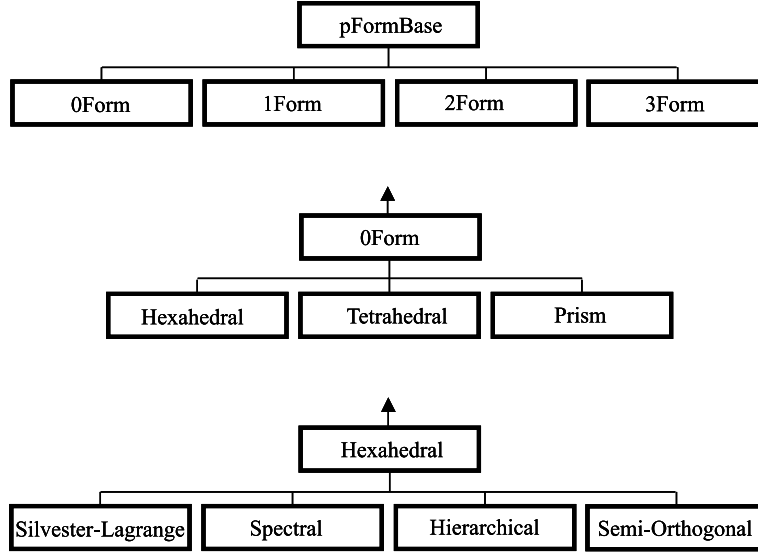 pFormBase
0Form
1Form
2Form
3Form
0Form
Hexahedral
Tetrahedral
Prism
Hexahedral
Silvester-Lagrange
Spectral
Hierarchical
Semi-Orthogonal